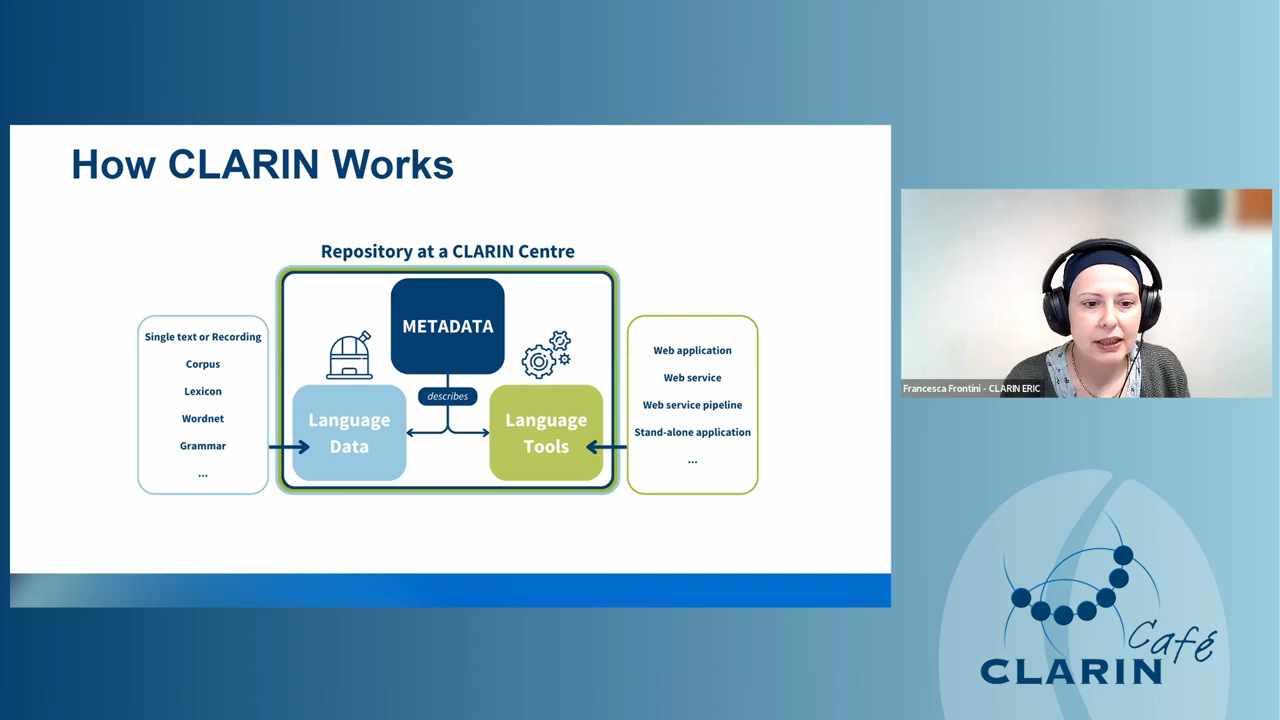 How CLARIN Works
Repository at a CLARIN Centre
Single text or Recording
Corpus
Lexicon
Wordnet
Grammar
...
METADATA
describes
Language
Data
Language
Tools
Web application
Web service
Web service pipeline
Stand-alone application
...
Francesca Frontini - CLARIN ERIC
Café
CLARIN